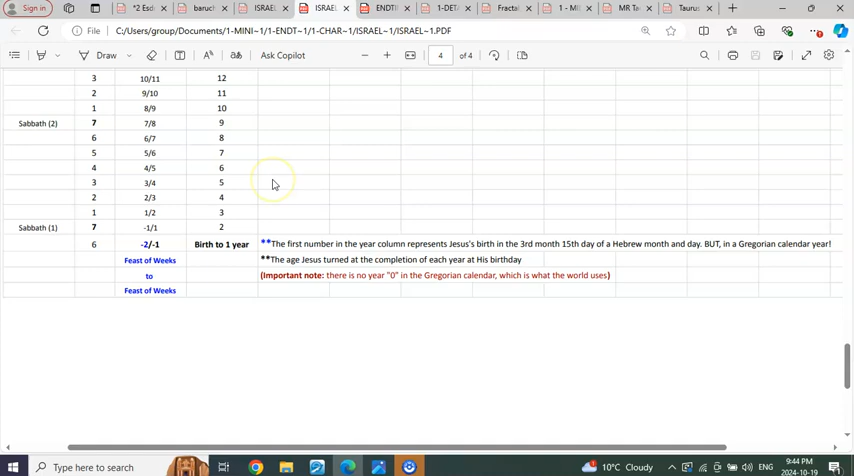 Sign in
*2 Esd
baruch
ISRAEL
ISRAEL
ENDTI
1-DETA
Fractal
1 - MI
MR Ta
Taurus
File C:/Users/group/Documents/1-MINI~1/1-ENDT~1/1-CHAR~1/ISRAEL~1/ISRAEL~1.PDF
Draw Ask Copilot 4 of 4
3 10/11 12
2 9/10 11
1 8/9 10
Sabbath (2) 7 7/8 9
6 6/7 8
5 5/6 7
4 4/5 6
3 3/4 5
2 2/3 4
1 1/2 3
Sabbath (1) 7 -1/1 2
6 -2/-1 Birth to 1 year **The first number in the year column represents Jesus's birth in the 3rd month 15th day of a Hebrew month and day. BUT, in a Gregorian calendar year!
Feast of Weeks **The age Jesus turned at the completion of each year at His birthday
to (Important note: there is no year "0" in the Gregorian calendar, which is what the world uses)
Feast of Weeks
Type here to search
10°C Cloudy
ENG
9:44 PM
2024-10-19